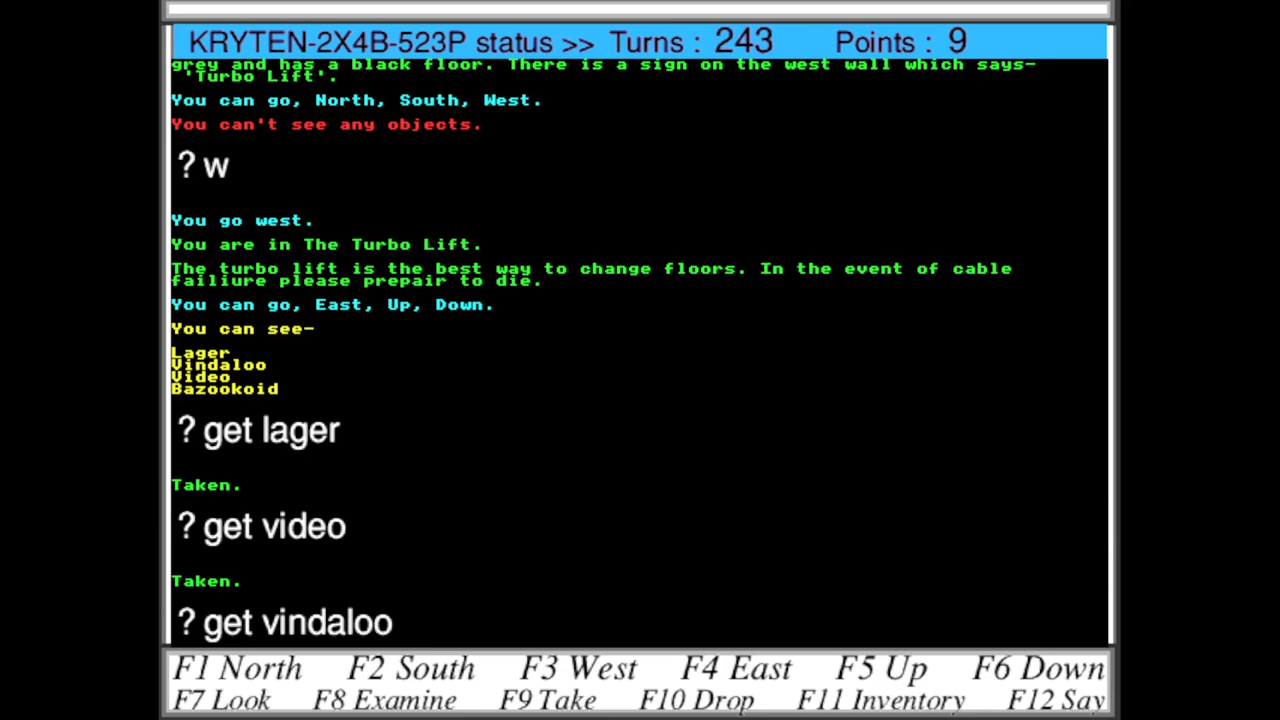 KRYTEN-2X4B-523P status >> Turns : 243 Points : 9
grey and has a black floor. There is a sign on the west wall which says-
'Turbo Lift'.
You can go, North, South, West.
You can't see any objects.
? w
You go west.
You are in The Turbo Lift.
The turbo lift is the best way to change floors. In the event of cable
failiure please prepair to die.
You can go, East, Up, Down.
You can see-
Lager
Vindaloo
Video
Bazookoid
? get lager
Taken.
? get video
Taken.
? get vindaloo
F1 North F2 South F3 West F4 East F5 Up F6 Down
F7 Look F8 Examine F9 Take F10 Drop F11 Inventory F12 Say